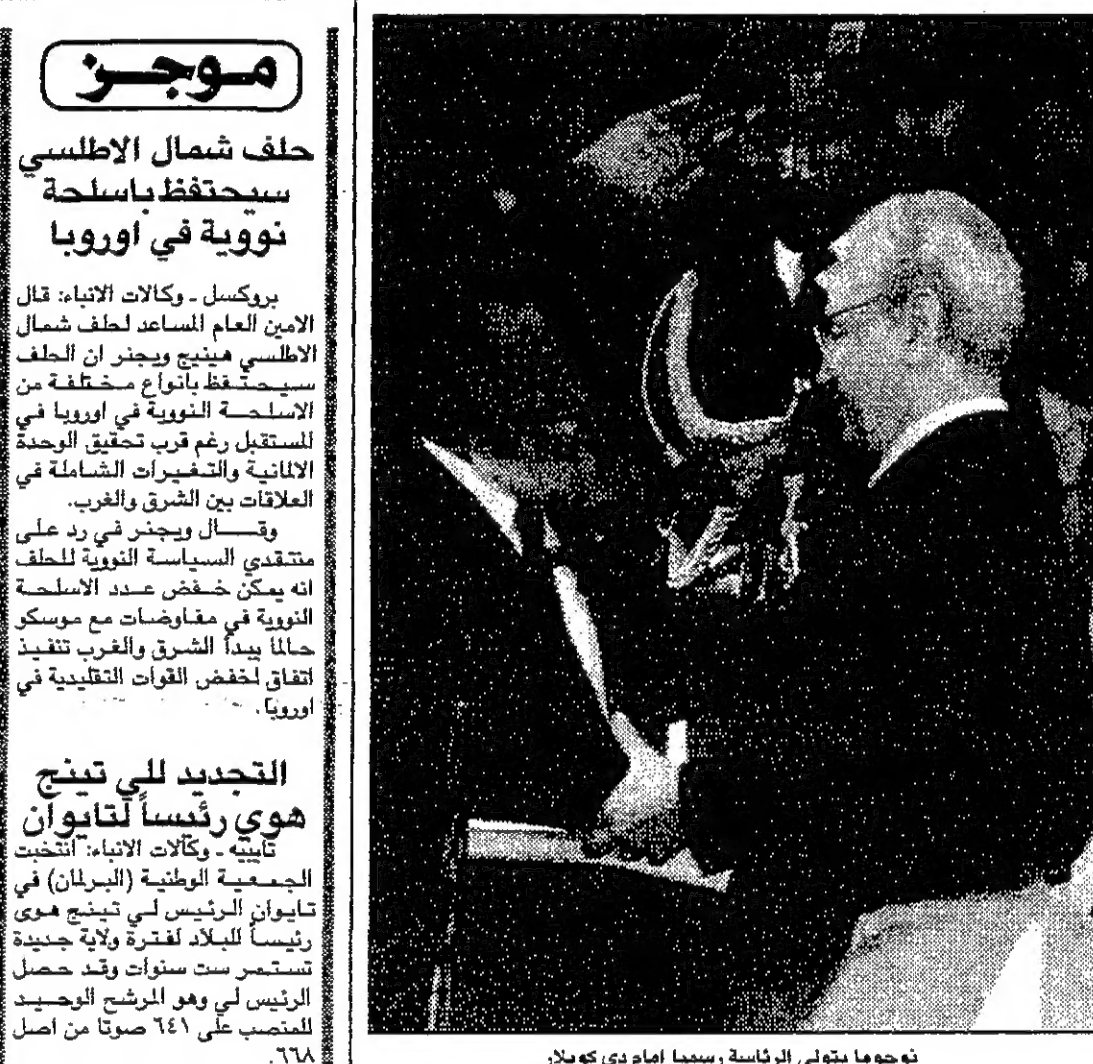 موجز
حلف شمال الاطلسي
سيحتفظ باسلحة
نووية في اوروبا
بروكسل ـ وكالات الانباء: قال
الامين العام المساعد لحلف شمال
الاطلسي هينيج ويجنر ان الحلف
سيحتفظ بانواع مختلفة من
الاسلحة النووية في اوروبا في
المستقبل رغم قرب تحقيق الوحدة
الالمانية والتغيرات الشاملة في
العلاقات بين الشرق والغرب.
وقال ويجنر في رد على
منتقدي السياسة النووية للحلف
انه يمكن خفض عدد الاسلحة
النووية في مفاوضات مع موسكو
حالما يبدأ الشرق والغرب تنفيذ
اتفاق لخفض القوات التقليدية في
اوروبا.
التجديد للي تينج
هوي رئيساً لتايوان
تايبيه ـ وكالات الانباء: انتخبت
الجمعية الوطنية (البرلمان) في
تايوان الرئيس لي تينج هوى
رئيساً للبلاد لفترة ولاية جديدة
تستمر ست سنوات وقد حصل
الرئيس لي وهو المرشح الوحيد
للمنصب على ٦٤١ صوتا من اصل
٦٦٨.
نوجوما يتولى الرئاسة رسميا امام دي كويلار